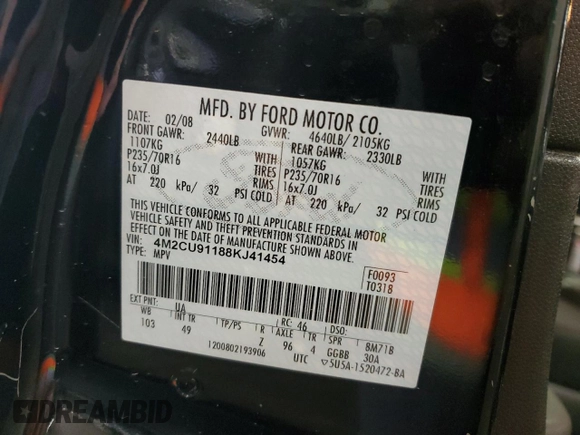 MFD. BY FORD MOTOR CO.
DATE: 02/08 GVWR: 4640LB/ 2105KG
FRONT GAWR: 2440LB REAR GAWR: 2330LB
1107KG WITH 1057KG WITH
P235/70R16 TIRES P235/70R16 TIRES
16x7.0J RIMS 16x7.0J RIMS
AT 220 kPa/ 32 PSI COLD AT 220 kPa/ 32 PSI COLD
THIS VEHICLE CONFORMS TO ALL APPLICABLE FEDERAL MOTOR
VEHICLE SAFETY AND THEFT PREVENTION STANDARDS IN
EFFECT ON THE DATE OF MANUFACTURE SHOWN ABOVE.
VIN: 4M2CU91188KJ41454
TYPE: MPV
F0093
T0318
EXT PNT: UA RC: 46 DSO:
WB INT TR TP/PS R AXLE TR SPR 8M71B
103 49 Z 96 4 GGBB 30A
1200802193906 UTC 5U5A-1520472-BA
DREAMBID